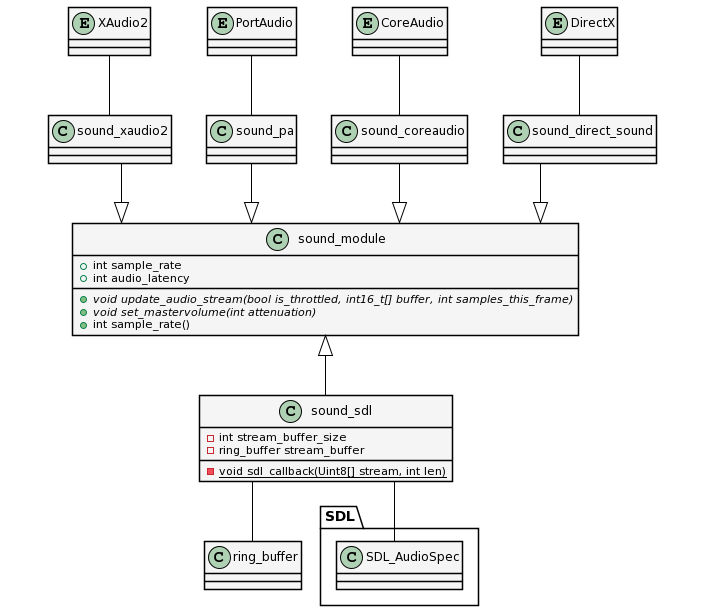 E XAudio2
E PortAudio
E CoreAudio
E DirectX
C sound_xaudio2
C sound_pa
C sound_coreaudio
C sound_direct_sound
C sound_module
int sample_rate
int audio_latency
void update_audio_stream(bool is_throttled, int16_t[] buffer, int samples_this_frame)
void set_mastervolume(int attenuation)
int sample_rate()
C sound_sdl
int stream_buffer_size
ring_buffer stream_buffer
void sdl_callback(Uint8[] stream, int len)
SDL
C ring_buffer
C SDL_AudioSpec